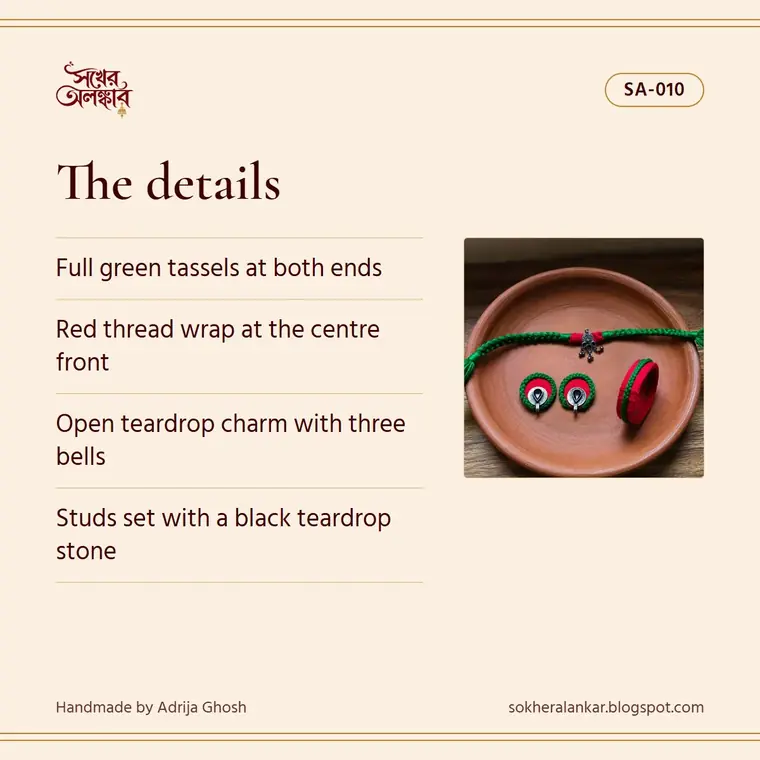 সখের
অলঙ্কার
SA-010
The details
Full green tassels at both ends
Red thread wrap at the centre
front
Open teardrop charm with three
bells
Studs set with a black teardrop
stone
Handmade by Adrija Ghosh
sokheralankar.blogspot.com